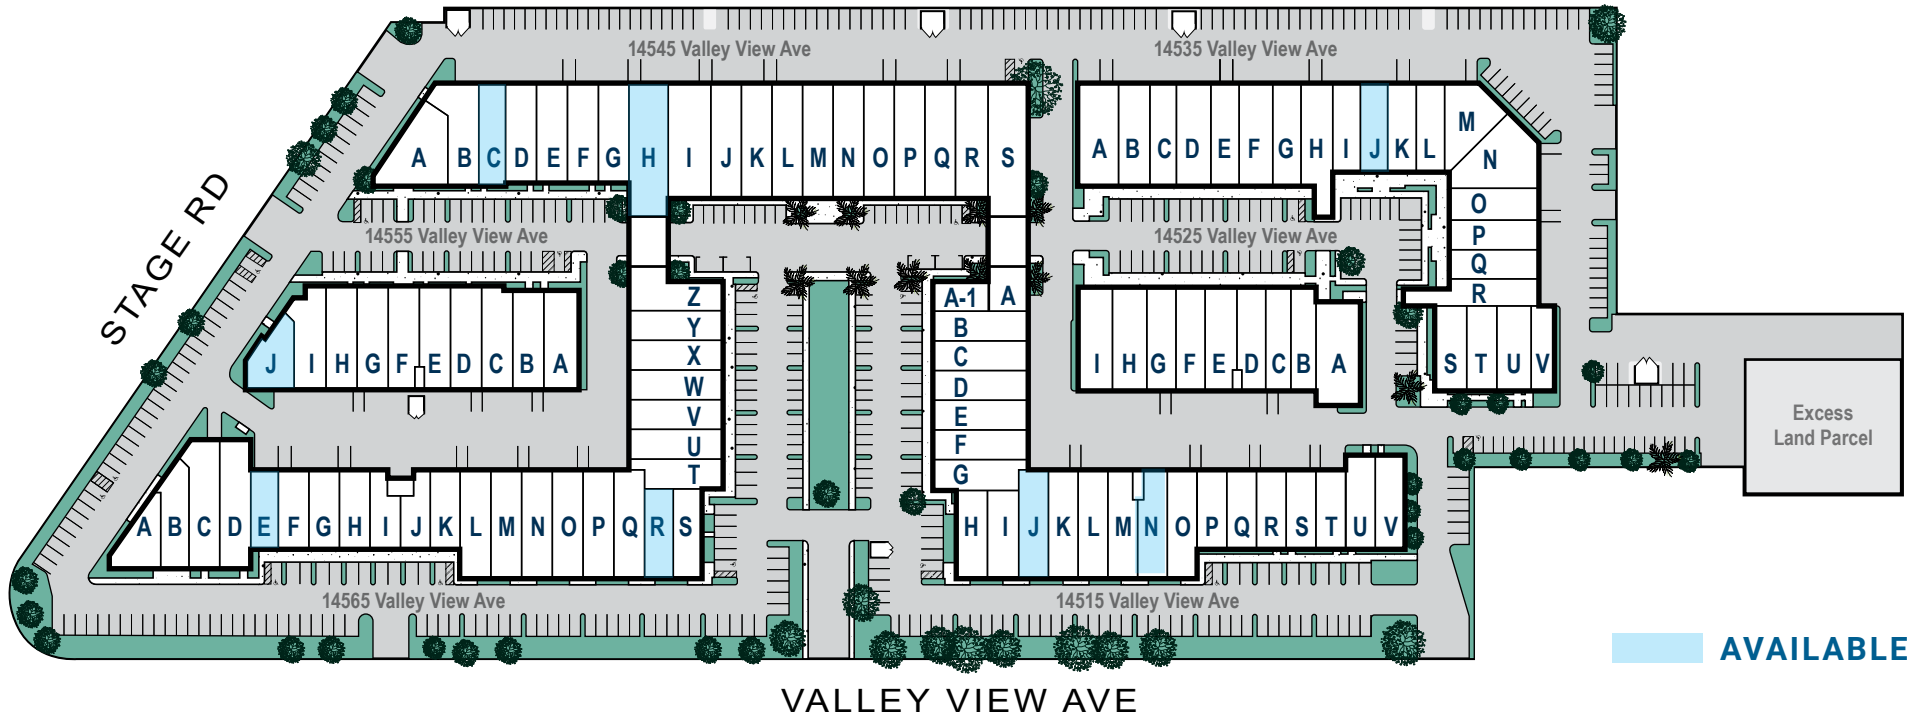 14545 Valley View Ave
14535 Valley View Ave
A B C D E F G H I J K L M N O P Q R S
A B C D E F G H I J K L M
N
O
P
Q
R
S T U V
STAGE RD
14555 Valley View Ave
14525 Valley View Ave
J I H G F E D C B A
Z
Y
X
W
V
U
T
A-1 A
B
C
D
E
F
G
I H G F E D C B A
Excess
Land Parcel
A B C D E F G H I J K L M N O P Q R S
H I J K L M N O P Q R S T U V
14565 Valley View Ave
14515 Valley View Ave
AVAILABLE
VALLEY VIEW AVE